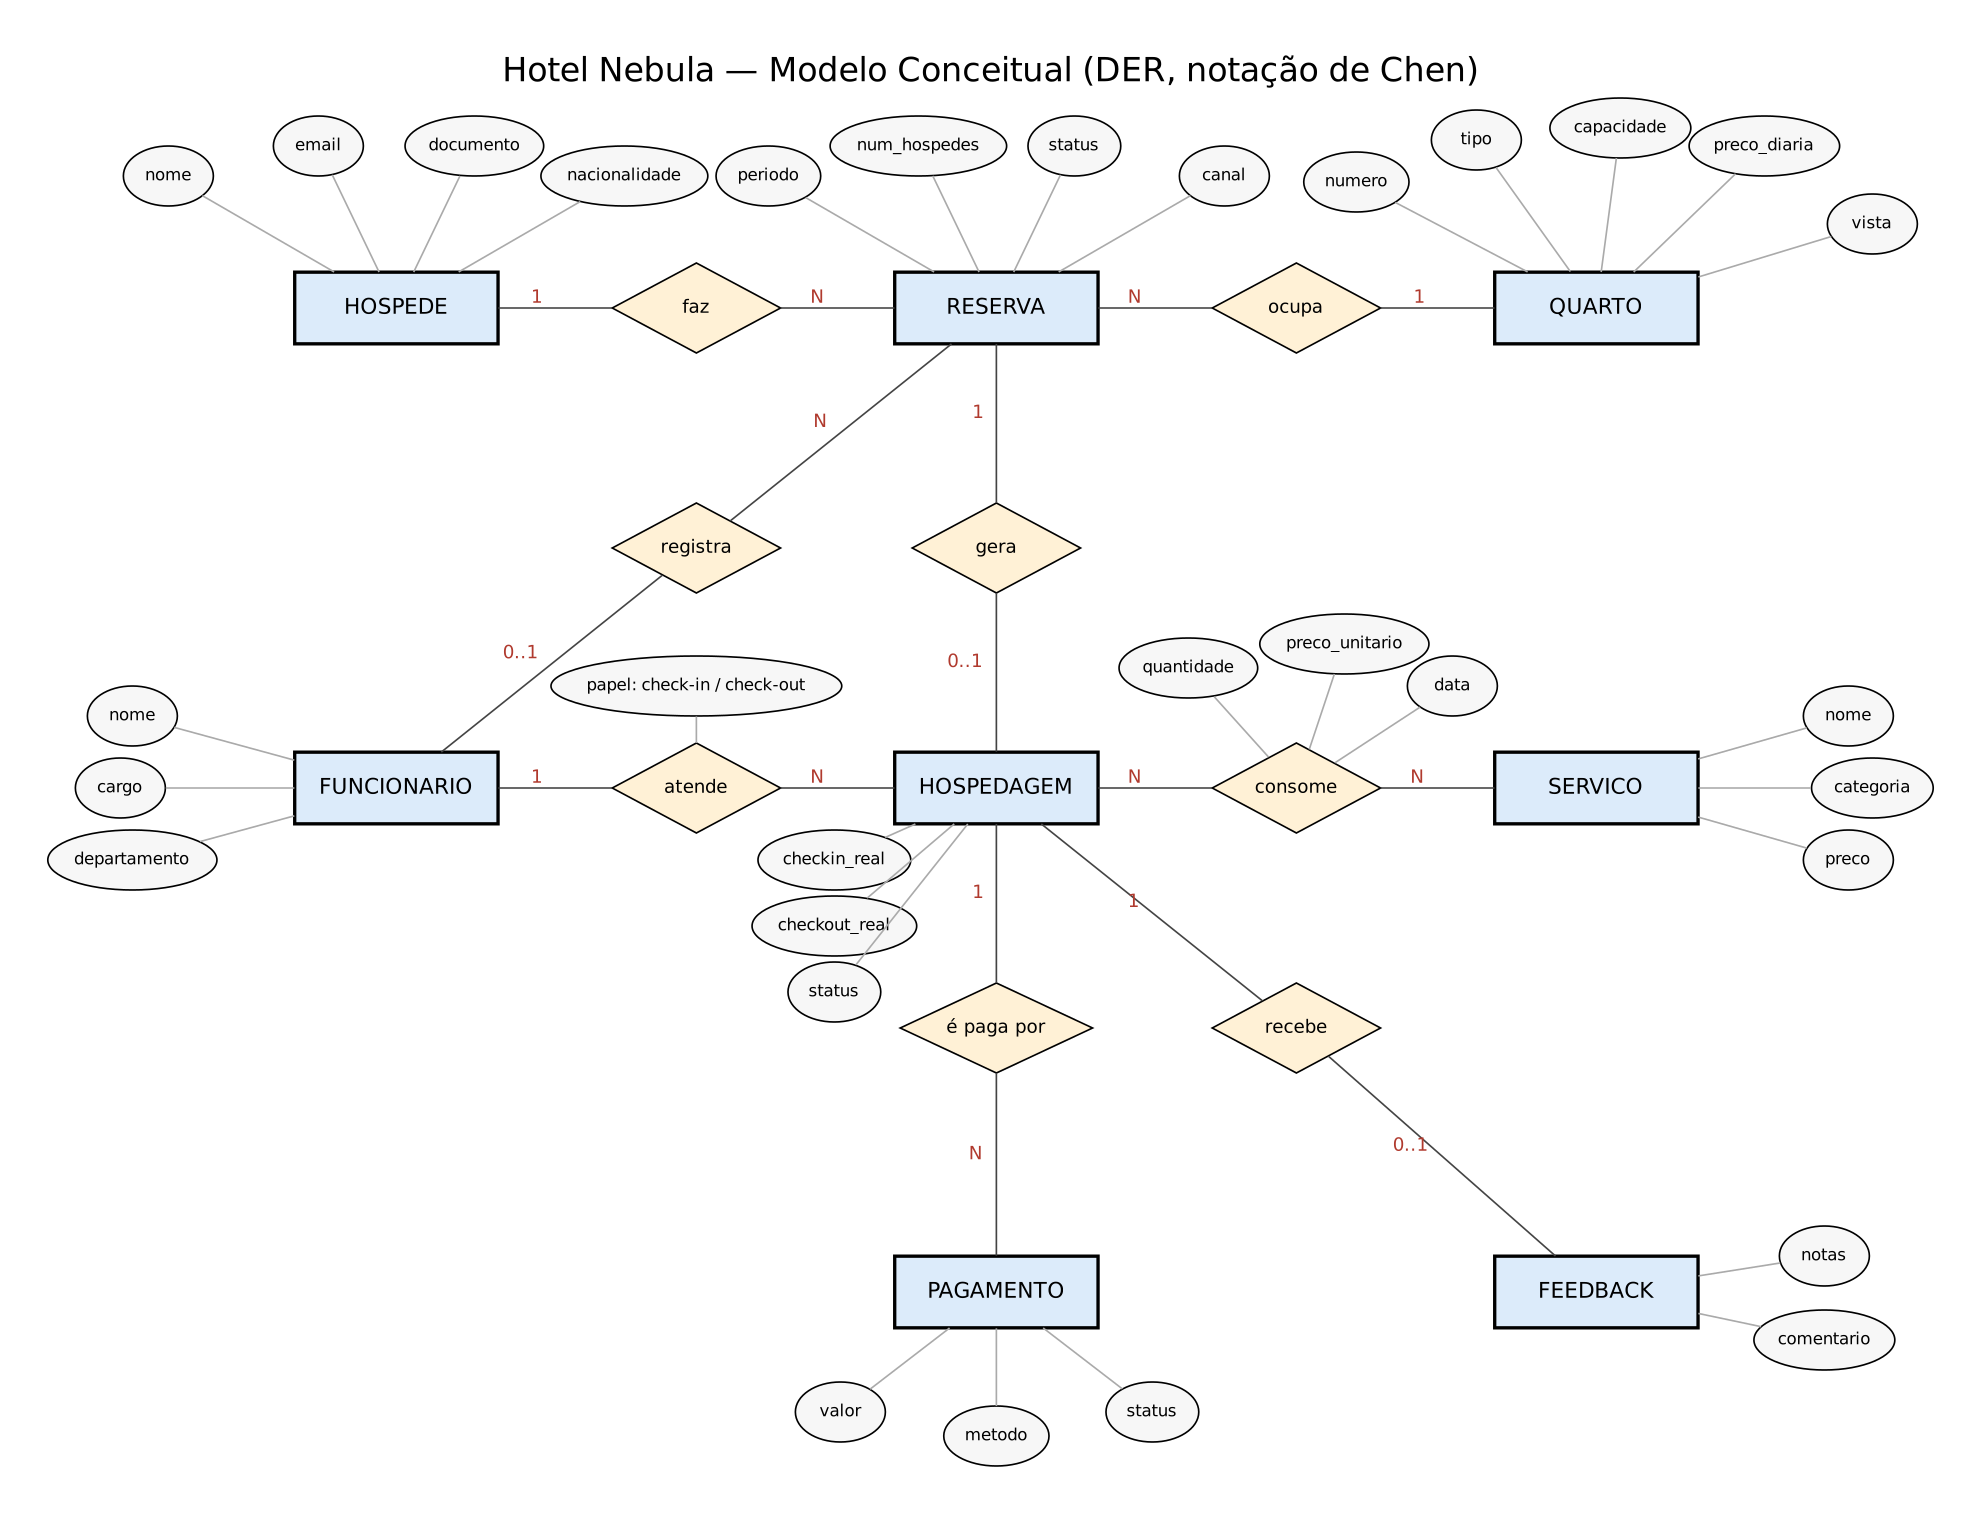 Hotel Nebula — Modelo Conceitual (DER, notação de Chen)
nome
email
documento
nacionalidade
periodo
num_hospedes
status
canal
numero
tipo
capacidade
preco_diaria
vista
HOSPEDE
1
faz
N
RESERVA
N
ocupa
1
QUARTO
N
1
registra
gera
0..1
0..1
papel: check-in / check-out
quantidade
preco_unitario
data
nome
cargo
departamento
FUNCIONARIO
1
atende
N
HOSPEDAGEM
N
consome
N
SERVICO
nome
categoria
preco
checkin_real
checkout_real
status
1
1
é paga por
recebe
N
0..1
PAGAMENTO
FEEDBACK
notas
comentario
valor
metodo
status